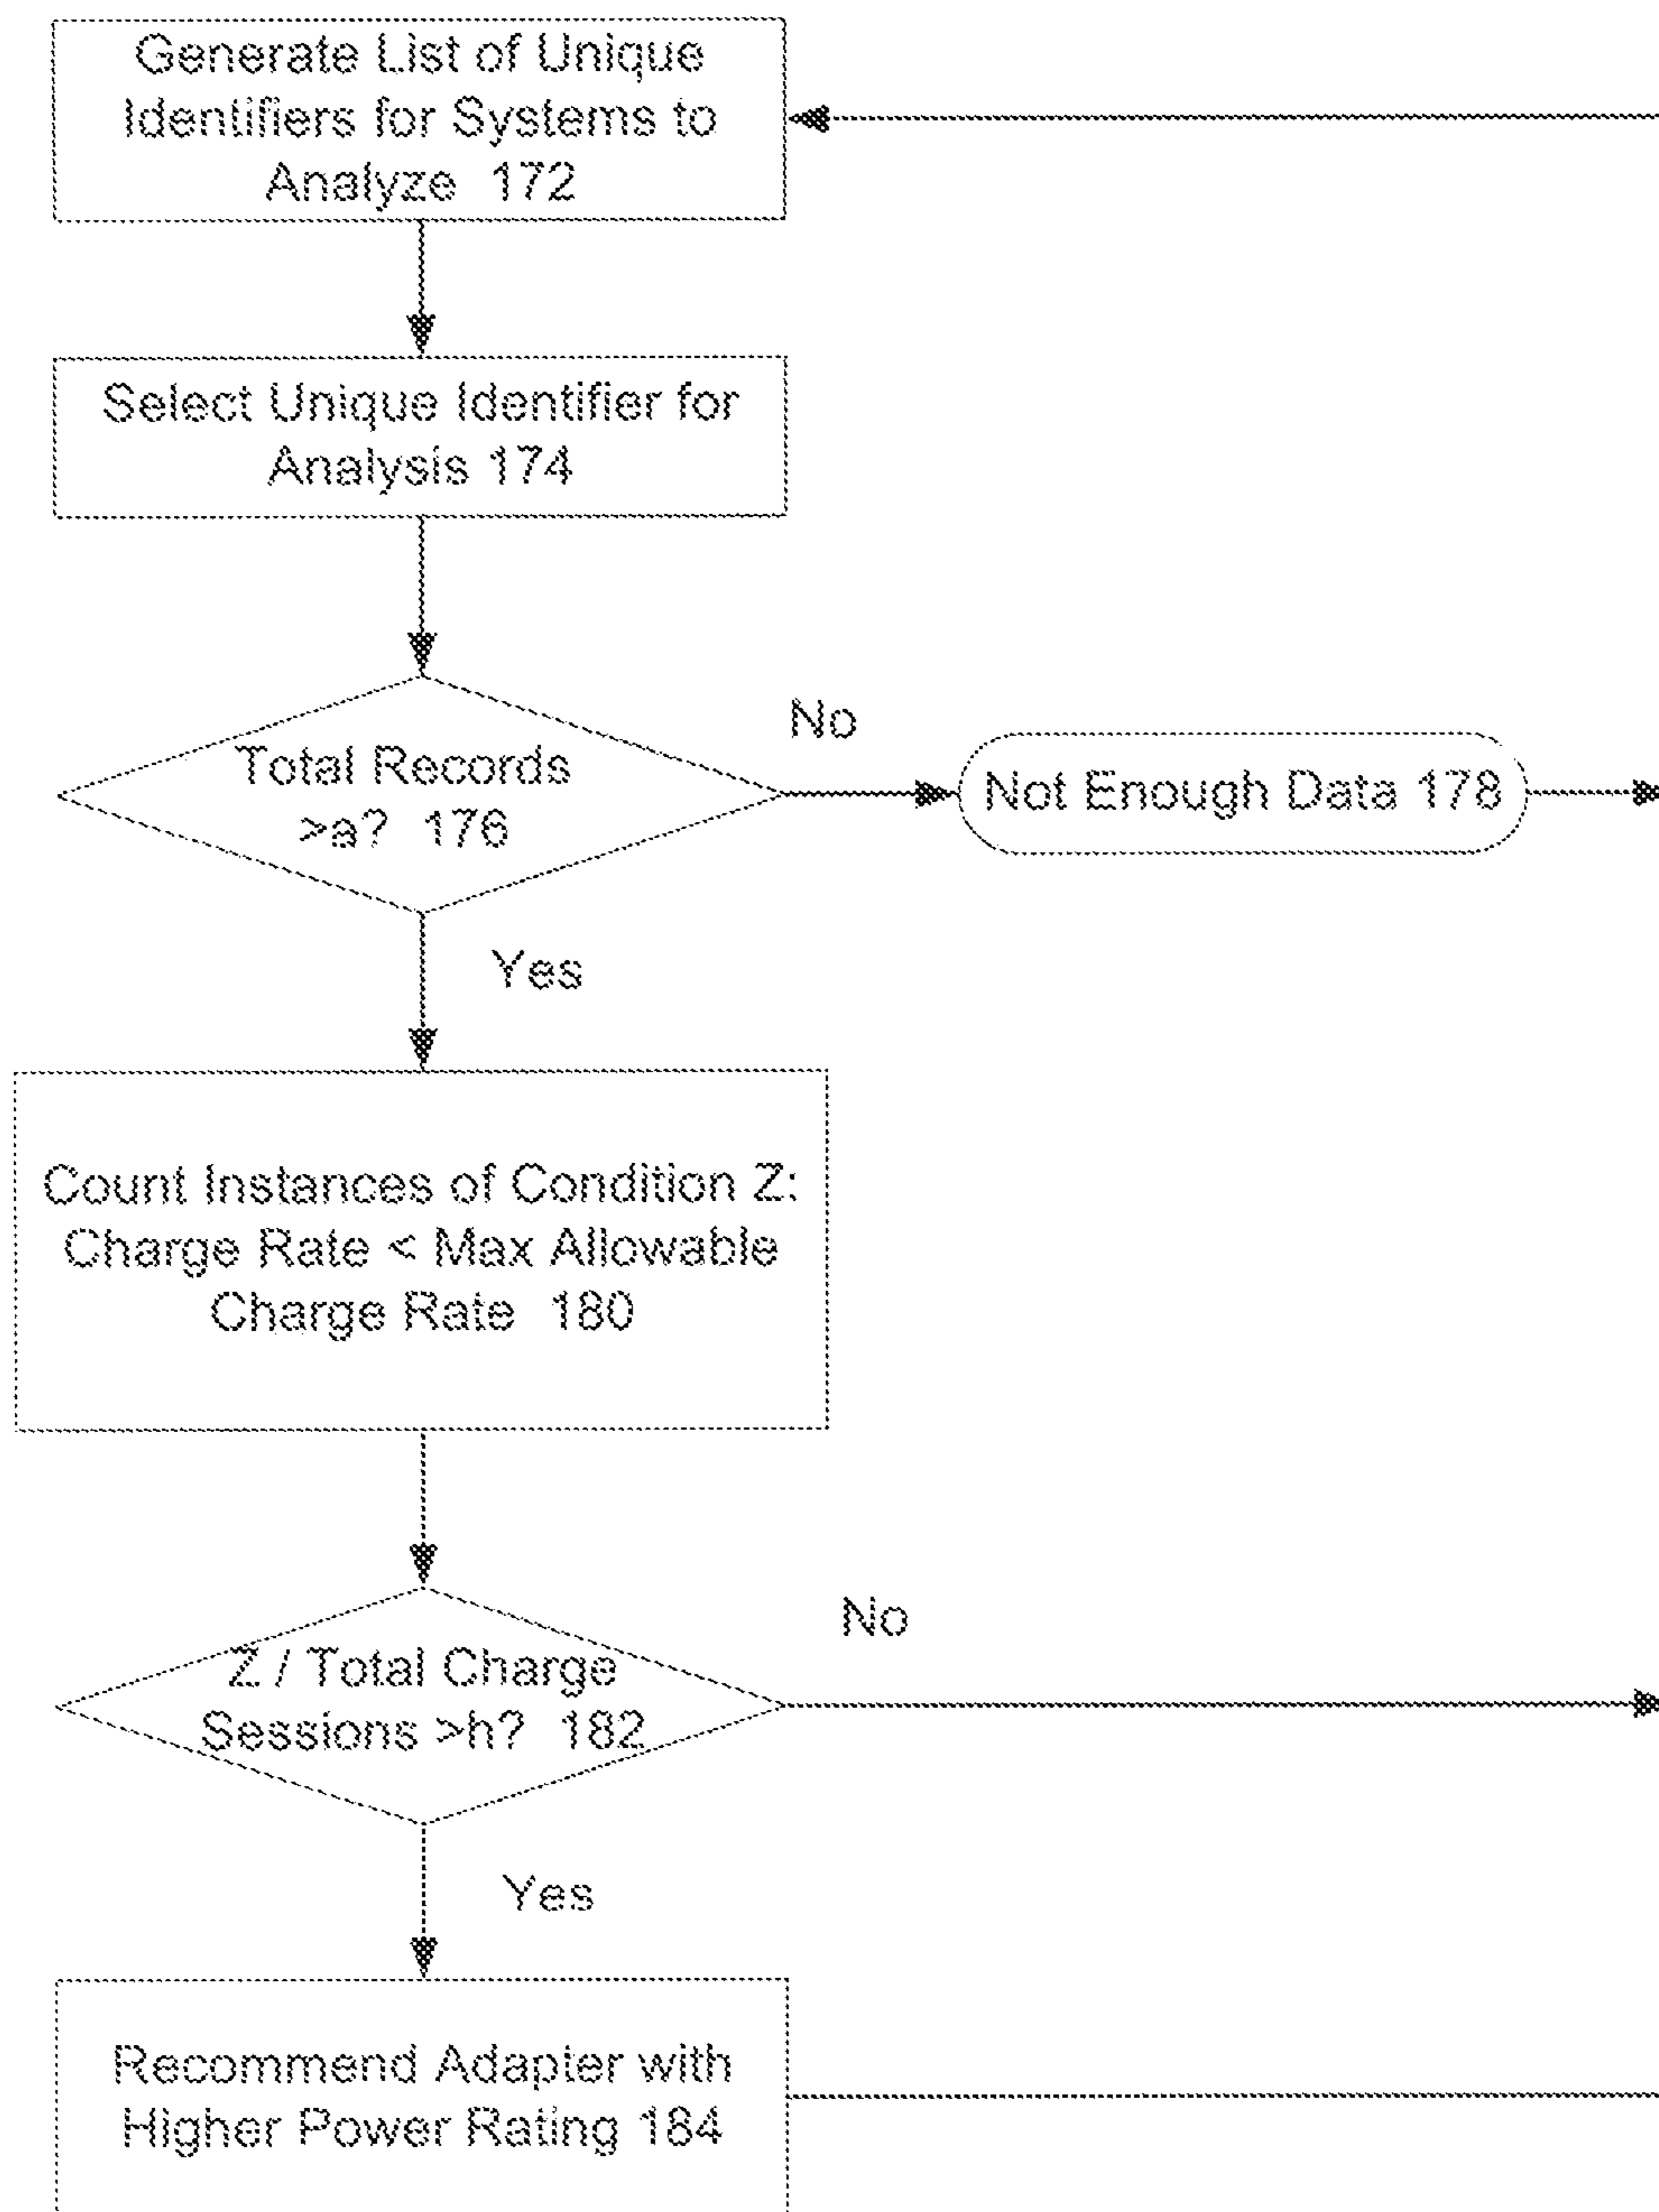 Generate List of Unique
Identifiers for Systems to
Analyze 172
Select Unique Identifier for
Analysis 174
Total Records
>a? 176
No
Not Enough Data 178
Yes
Count Instances of Condition Z:
Charge Rate < Max Allowable
Charge Rate 180
Z / Total Charge
Sessions >h? 182
No
Yes
Recommend Adapter with
Higher Power Rating 184